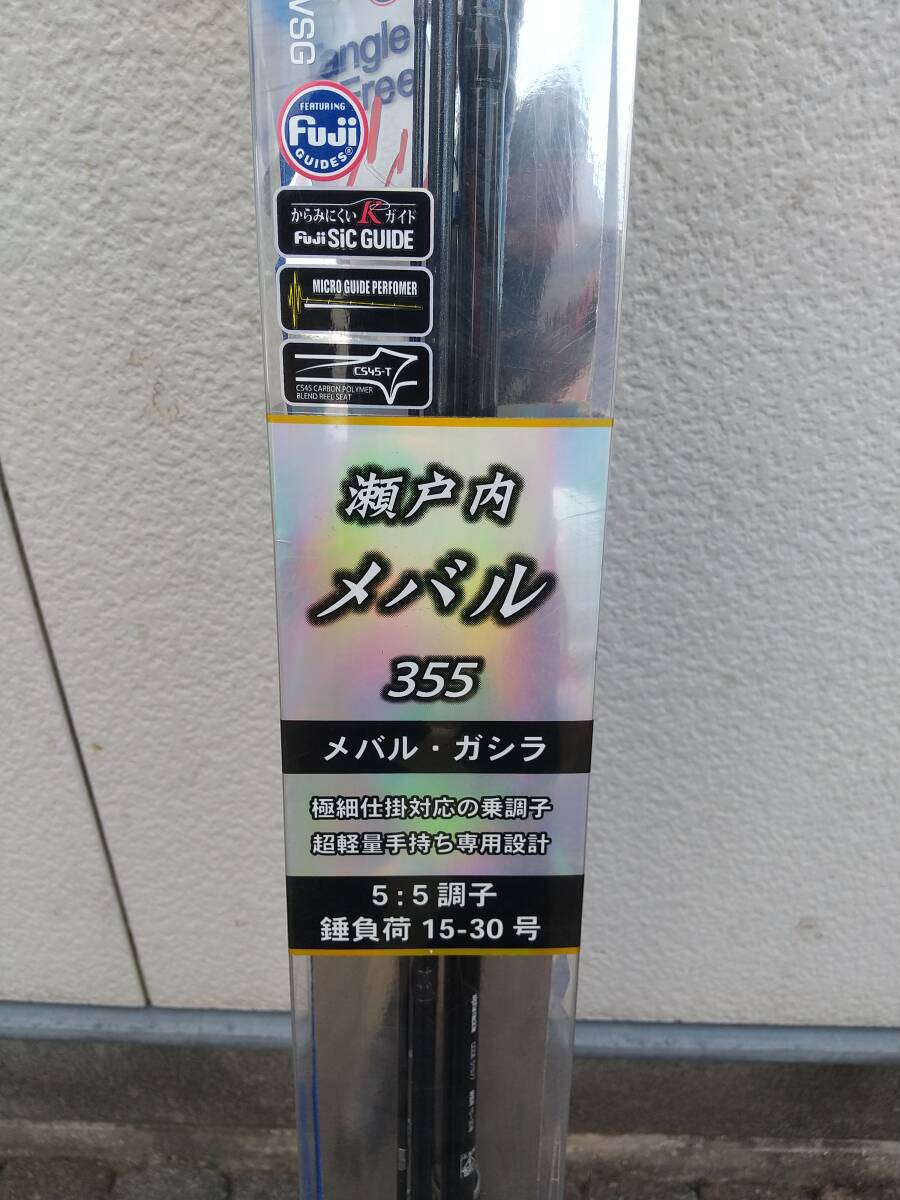 VSG
angle
Free
FEATURING
Fuji
GUIDES®
からみにくいKガイド
Fuji SiC GUIDE
MICRO GUIDE PERFOMER
CS45-T
CS45 CARBON POLYMER
BLEND REEL SEAT
瀬戸内
メバル
355
メバル・ガシラ
極細仕掛対応の乗調子
超軽量手持ち専用設計
5:5調子
錘負荷 15-30 号